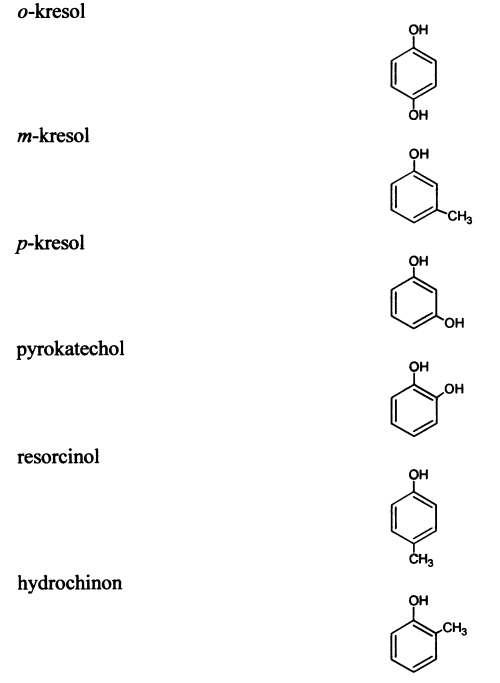 o-kresol
OH
OH
m-kresol
OH
CH3
p-kresol
OH
OH
pyrokatechol
OH
OH
resorcinol
OH
CH3
hydrochinon
OH
CH3